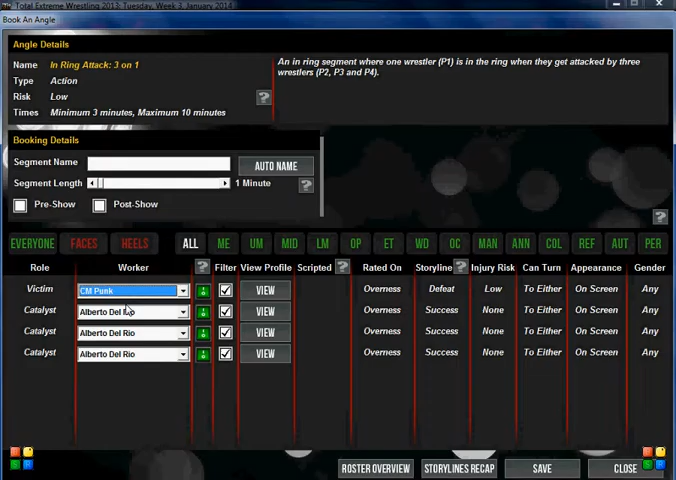 Total Extreme Wrestling 2013: Tuesday, Week 3, January 2014
Book An Angle
Angle Details
Name In Ring Attack: 3 on 1
Type Action
Risk Low
Times Minimum 3 minutes, Maximum 10 minutes
?
An in ring segment where one wrestler (P1) is in the ring when they get attacked by three
wrestlers (P2, P3 and P4).
Booking Details
Segment Name AUTO NAME
Segment Length 1 Minute ?
Pre-Show Post-Show
?
EVERYONE FACES HEELS ALL ME UM MID LM OP ET WD OC MAN ANN COL REF AUT PER
Role Worker ? Filter View Profile Scripted ? Rated On Storyline ? Injury Risk Can Turn Appearance Gender
Victim CM Punk VIEW Overness Defeat Low To Either On Screen Any
Catalyst Alberto Del Rio VIEW Overness Success None To Either On Screen Any
Catalyst Alberto Del Rio VIEW Overness Success None To Either On Screen Any
Catalyst Alberto Del Rio VIEW Overness Success None To Either On Screen Any
ROSTER OVERVIEW STORYLINES RECAP SAVE CLOSE